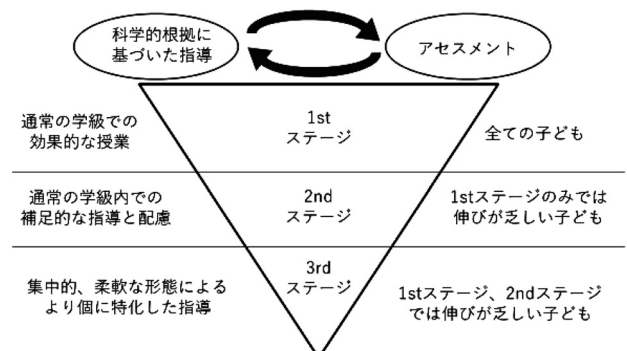 科学的根拠に
基づいた指導
アセスメント
通常の学級での
効果的な授業
1st
ステージ
全ての子ども
通常の学級内での
補足的な指導と配慮
2nd
ステージ
1stステージのみでは
伸びが乏しい子ども
集中的、柔軟な形態による
より個に特化した指導
3rd
ステージ
1stステージ、2ndステージ
では伸びが乏しい子ども